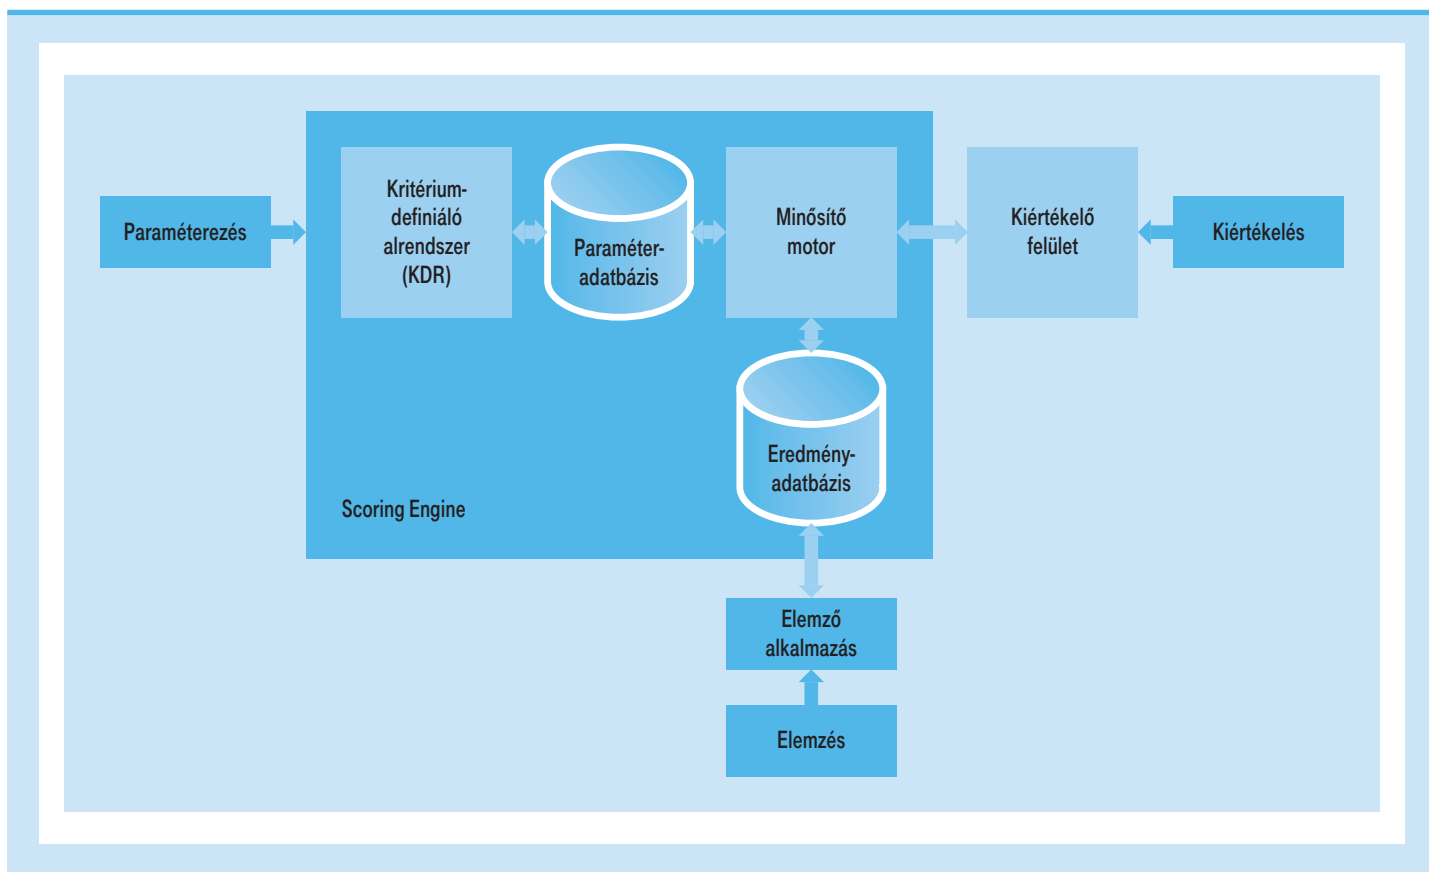 Paraméterezés
Kritérium-
definiáló
alrendszer
(KDR)
Paraméter-
adatbázis
Minősítő
motor
Kiértékelő
felület
Kiértékelés
Eredmény-
adatbázis
Scoring Engine
Elemző
alkalmazás
Elemzés